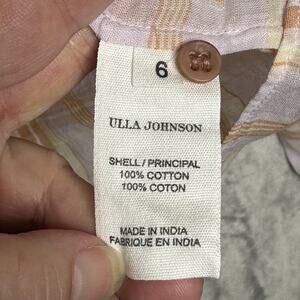 6
ULLA JOHNSON
SHELL/PRINCIPAL
100% COTTON
100% COTON
MADE IN INDIA
FABRIQUE EN INDIA